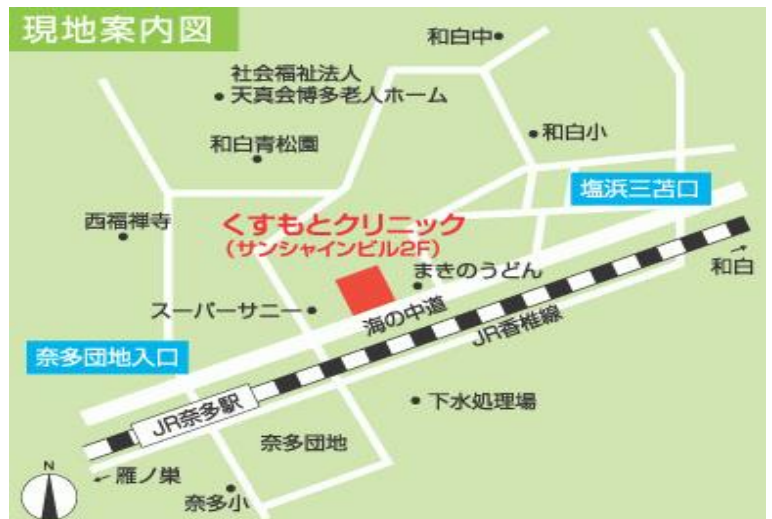 現地案内図
和白中
社会福祉法人
天真会博多老人ホーム
和白小
和白青松園
塩浜三苫口
西福禅寺
くすもとクリニック
(サンシャインビル2F)
まきのうどん
和白
スーパーサニー
海の中道
JR香椎線
奈多団地入口
下水処理場
JR奈多駅
奈多団地
N
雁ノ巣
奈多小